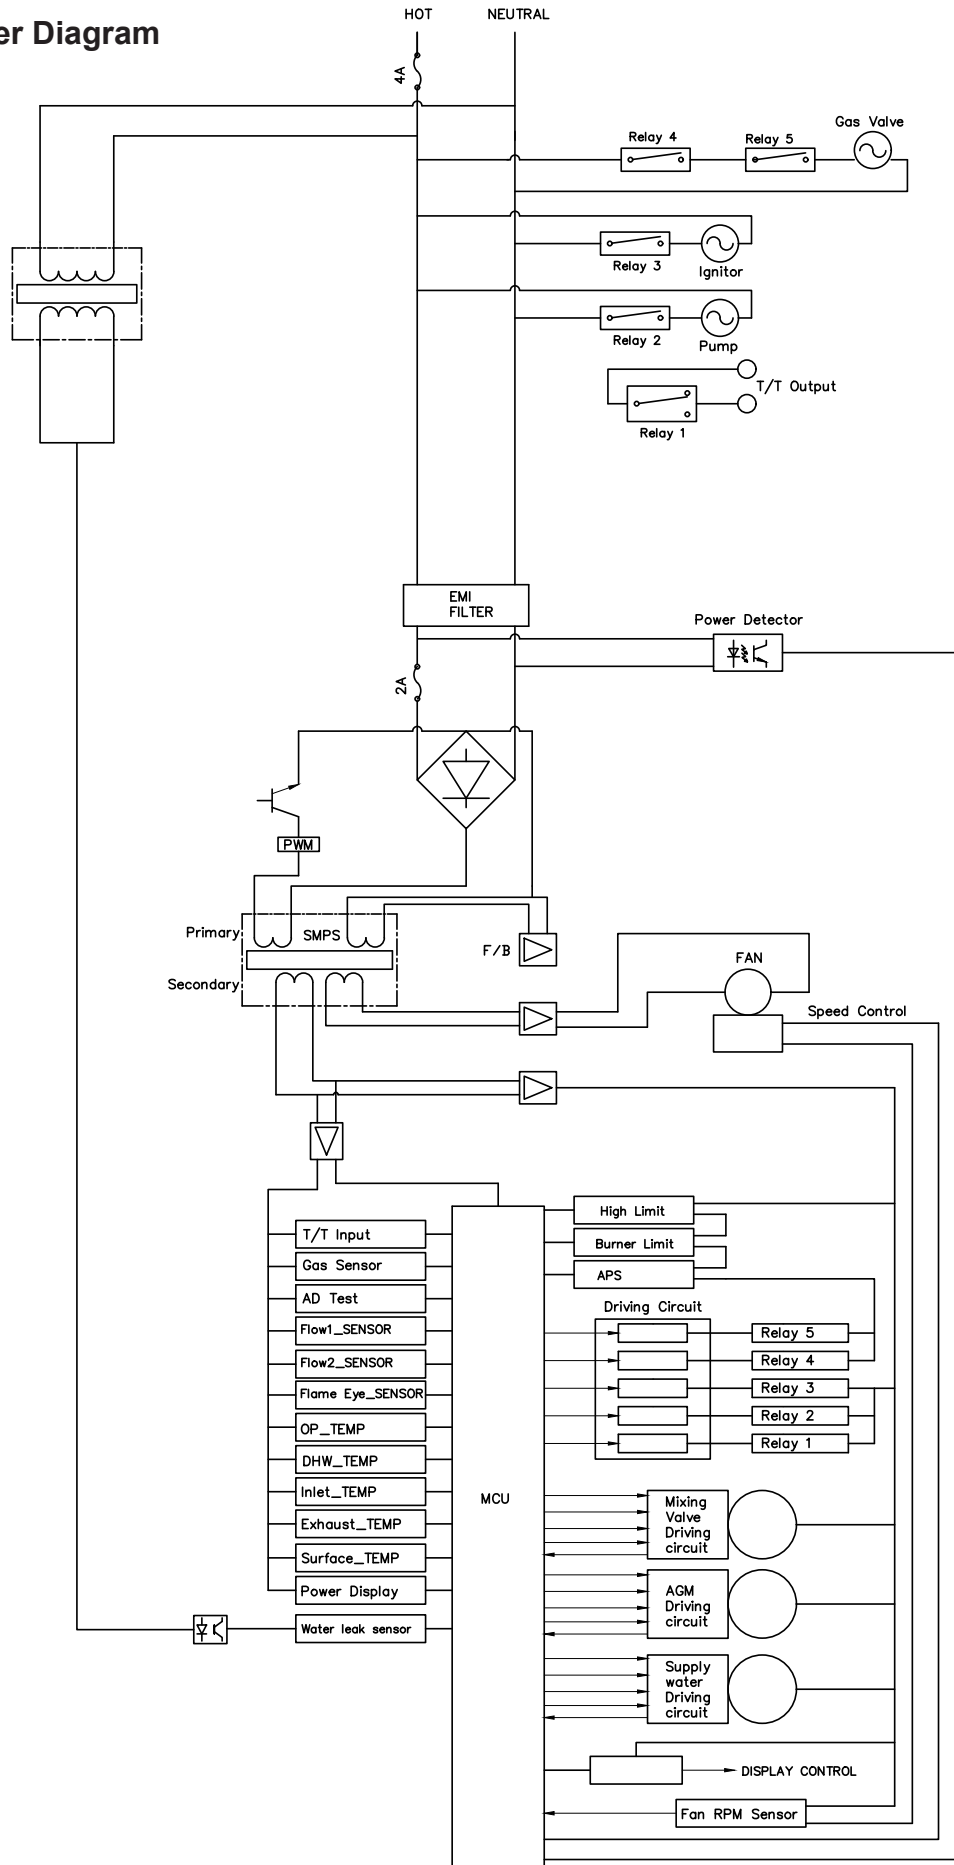 er Diagram
HOT
NEUTRAL
4A
Gas Valve
Relay 4
Relay 5
Relay 3
Ignitor
Relay 2
Pump
T/T Output
Relay 1
EMI
FILTER
Power Detector
2A
PWM
Primary
SMPS
F/B
Secondary
FAN
Speed Control
T/T Input
Gas Sensor
AD Test
Flow1_SENSOR
Flow2_SENSOR
Flame Eye_SENSOR
OP_TEMP
DHW_TEMP
Inlet_TEMP
Exhaust_TEMP
Surface_TEMP
Power Display
Water leak sensor
MCU
High Limit
Burner Limit
APS
Driving Circuit
Relay 5
Relay 4
Relay 3
Relay 2
Relay 1
Mixing
Valve
Driving
circuit
AGM
Driving
circuit
Supply
water
Driving
circuit
DISPLAY CONTROL
Fan RPM Sensor